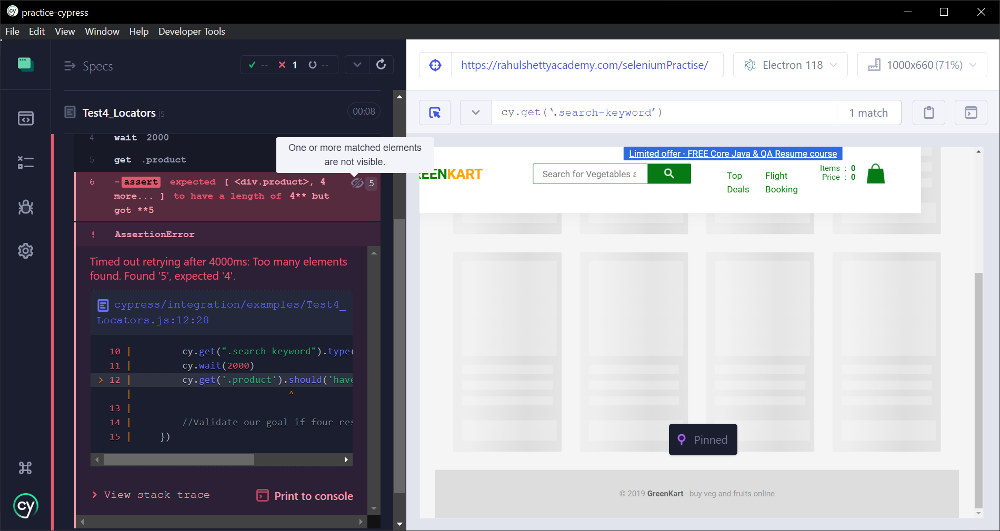 practice-cypress
File Edit View Window Help Developer Tools
Specs
-- 1 --
Test4_Locators.js
00:08
4 wait 2000
5 get .product
One or more matched elements
are not visible.
6 -assert expected [ <div.product>, 4
more... ] to have a length of 4** but
got **5
5
! AssertionError
Timed out retrying after 4000ms: Too many elements
found. Found '5', expected '4'.
cypress/integration/examples/Test4_
Locators.js:12:28
10 | cy.get(".search-keyword").type(
11 | cy.wait(2000)
> 12 | cy.get('.product').should('have
| ^
13 |
14 | //Validate our goal if four res
15 | })
> View stack trace
Print to console
cy
https://rahulshettyacademy.com/seleniumPractise/
Electron 118
1000x660 (71%)
cy.get('.search-keyword')
1 match
Limited offer - FREE Core Java & QA Resume course
REENKART
Search for Vegetables a
Top
Deals
Flight
Booking
Items : 0
Price : 0
Pinned
© 2019 GreenKart - buy veg and fruits online